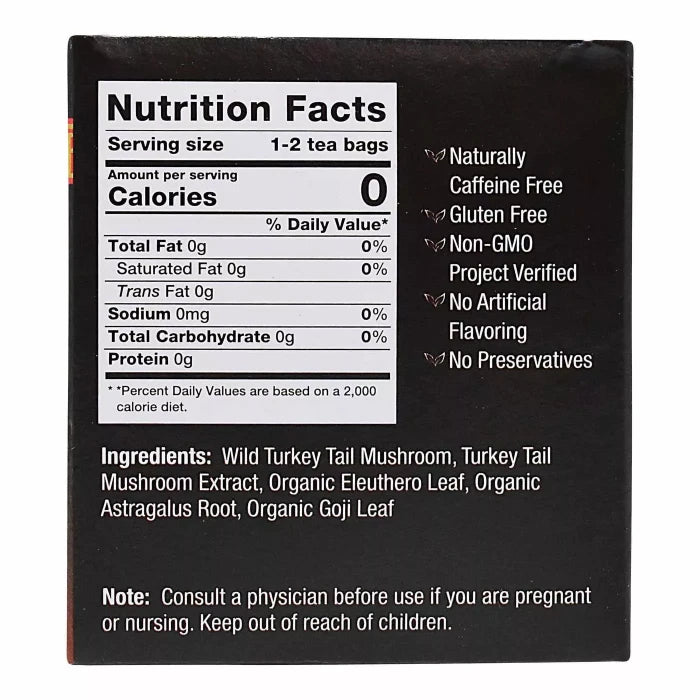 Nutrition Facts
Serving size 1-2 tea bags
Amount per serving
Calories 0
% Daily Value*
Total Fat 0g 0%
Saturated Fat 0g 0%
Trans Fat 0g
Sodium 0mg 0%
Total Carbohydrate 0g 0%
Protein 0g
* *Percent Daily Values are based on a 2,000
calorie diet.
Naturally
Caffeine Free
Gluten Free
Non-GMO
Project Verified
No Artificial
Flavoring
No Preservatives
Ingredients: Wild Turkey Tail Mushroom, Turkey Tail
Mushroom Extract, Organic Eleuthero Leaf, Organic
Astragalus Root, Organic Goji Leaf
Note: Consult a physician before use if you are pregnant
or nursing. Keep out of reach of children.